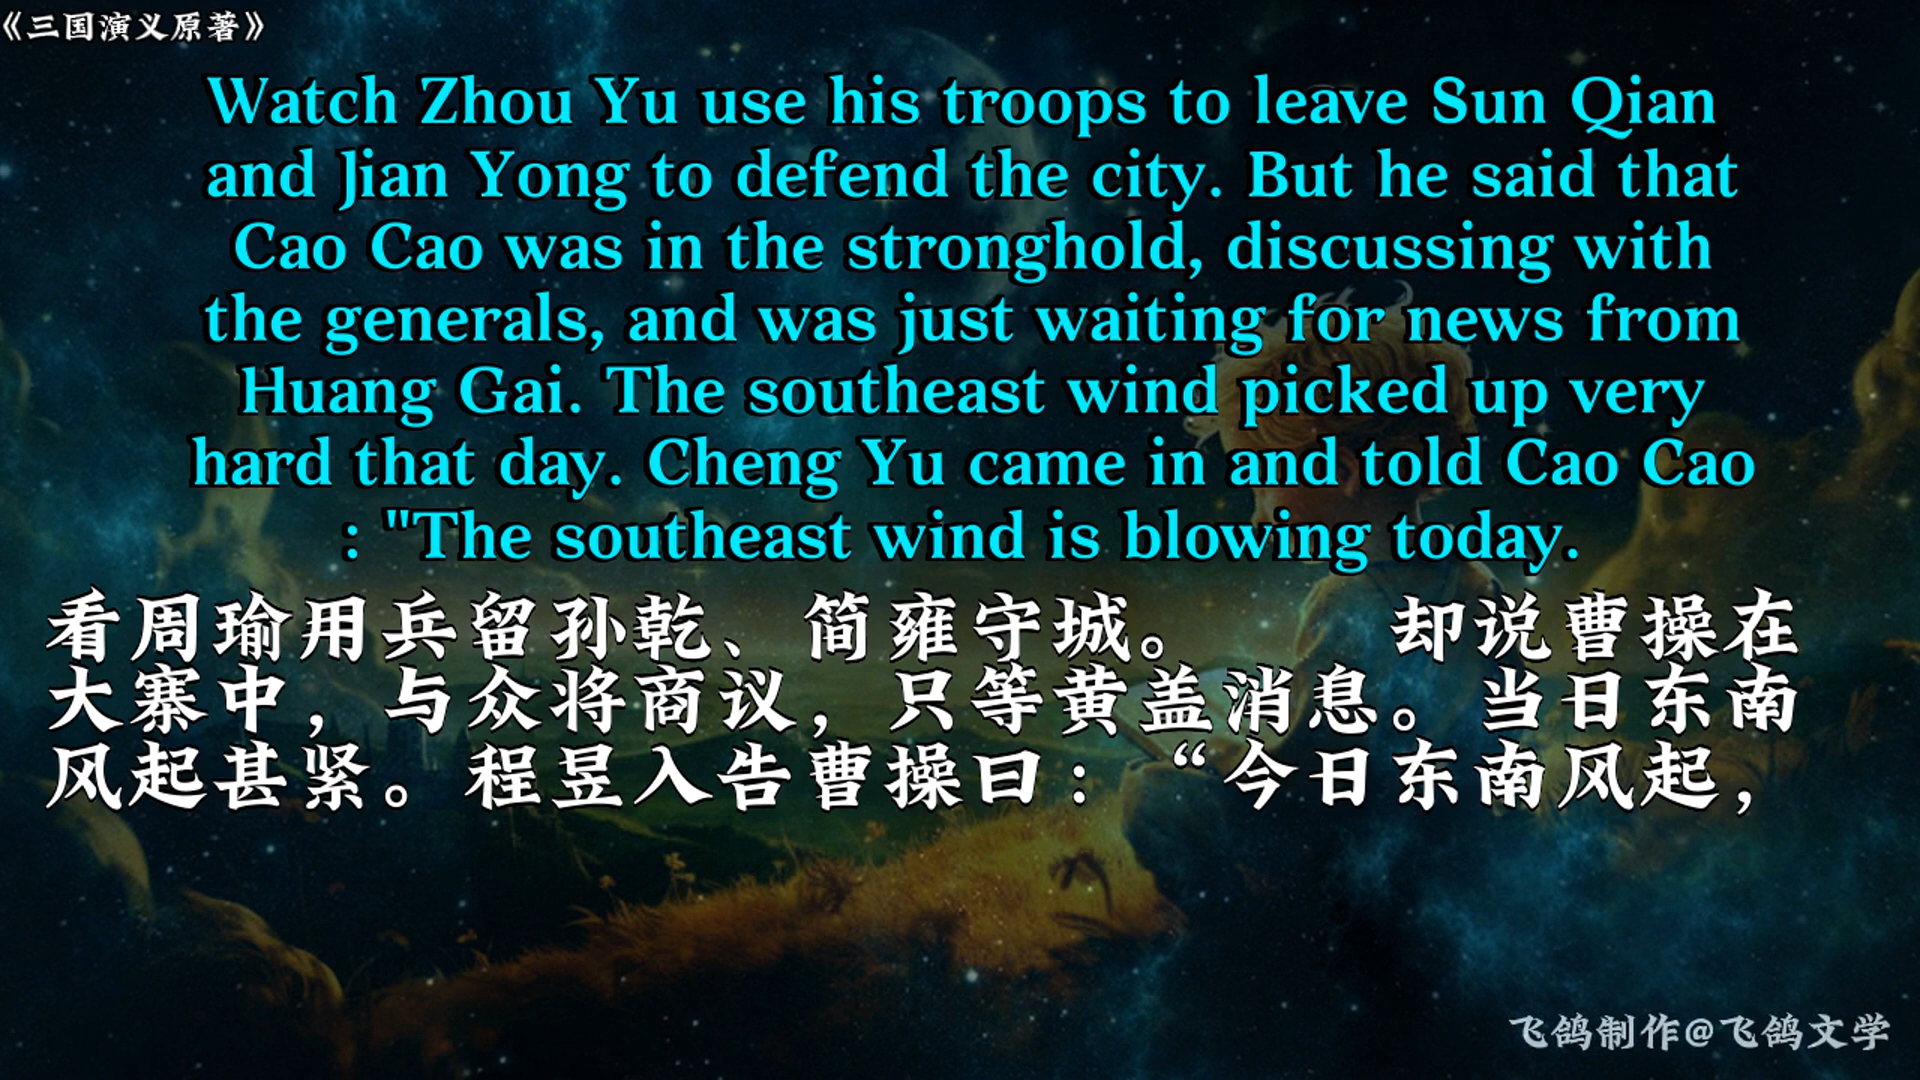 《三国演义原著》
Watch Zhou Yu use his troops to leave Sun Qian
and Jian Yong to defend the city. But he said that
Cao Cao was in the stronghold, discussing with
the generals, and was just waiting for news from
Huang Gai. The southeast wind picked up very
hard that day. Cheng Yu came in and told Cao Cao
: "The southeast wind is blowing today.
看周瑜用兵留孙乾、简雍守城。　　却说曹操在
大寨中，与众将商议，只等黄盖消息。当日东南
风起甚紧。程昱入告曹操曰：“今日东南风起，
飞鸽制作@飞鸽文学